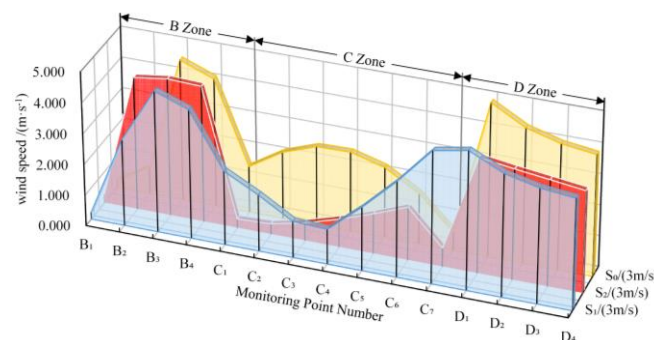 B Zone
C Zone
D Zone
5.000
4.000
3.000
2.000
1.000
0.000
wind speed /(m·s⁻¹)
B₁
B₂
B₃
B₄
C₁
C₂
C₃
C₄
C₅
C₆
C₇
D₁
D₂
D₃
D₄
Monitoring Point Number
S₀/(3m/s
S₂/(3m/s)
S₁/(3m/s)